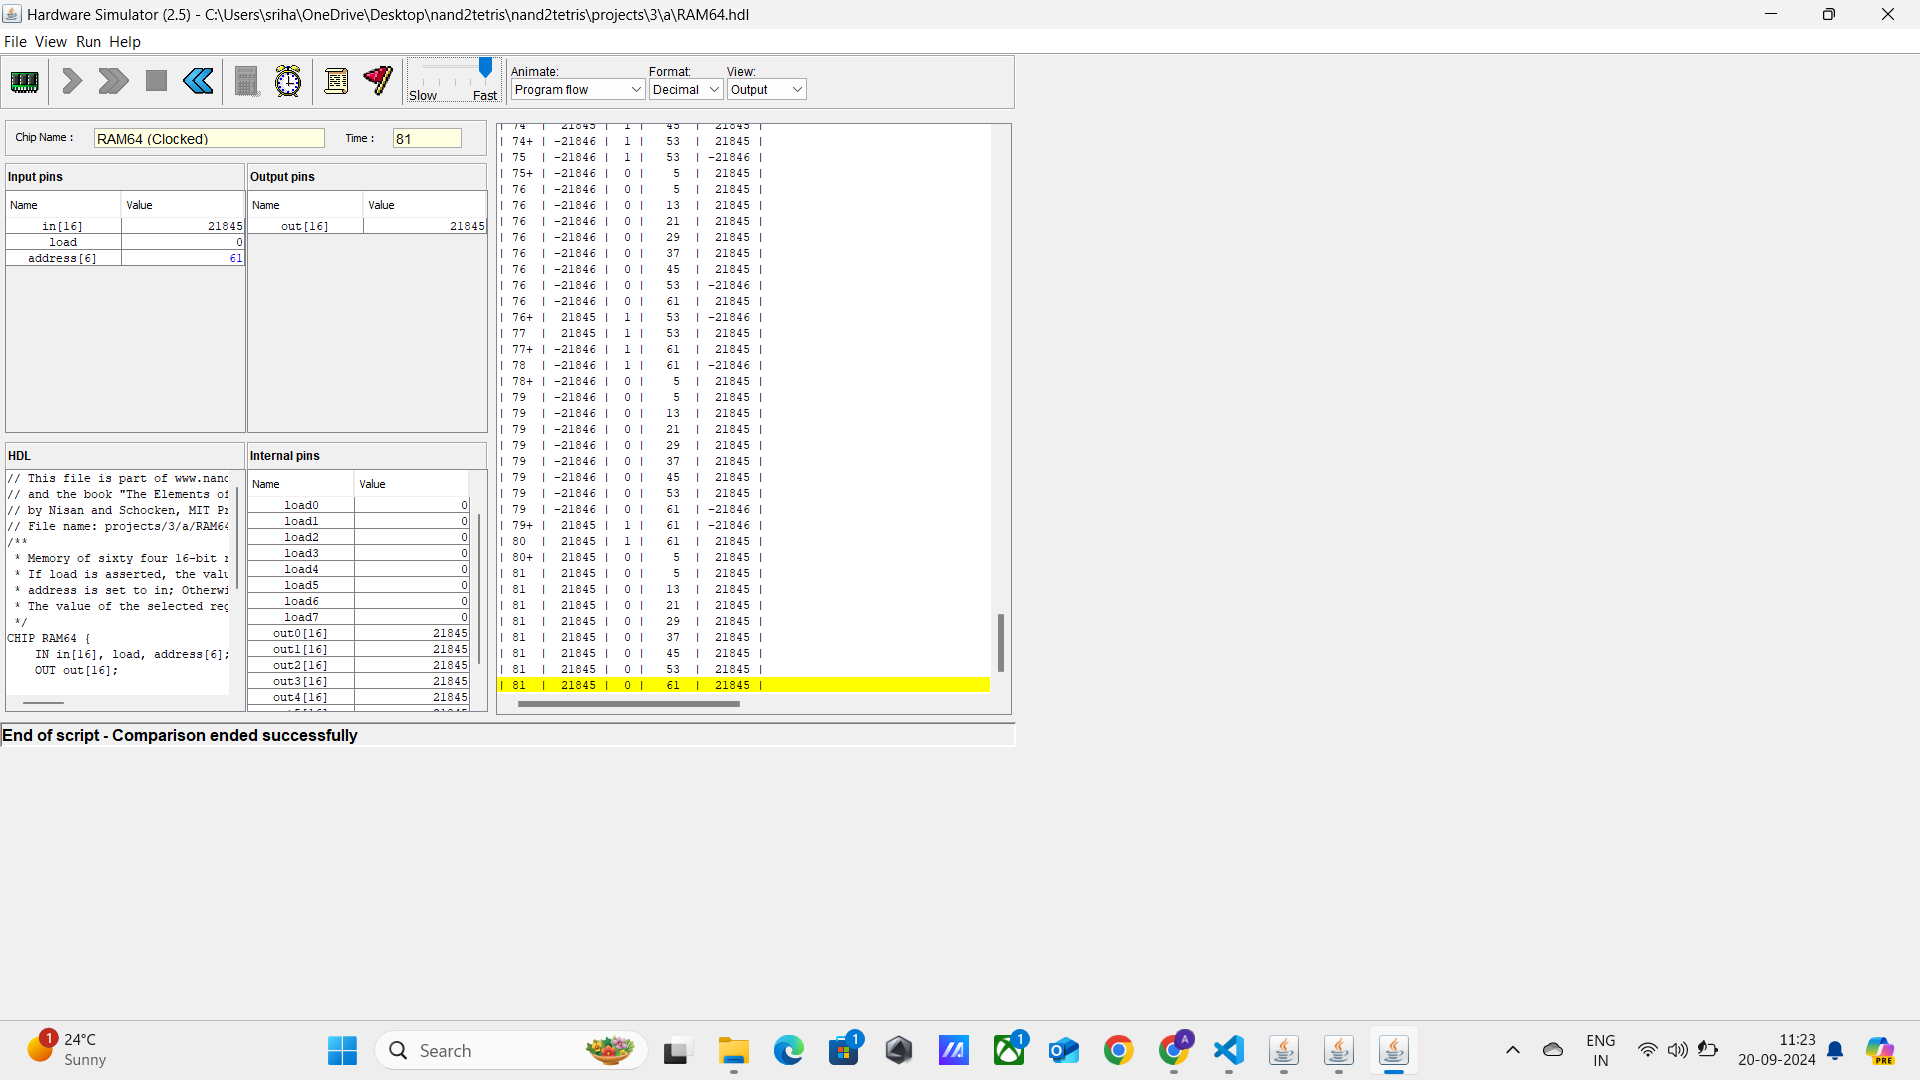 Hardware Simulator (2.5) - C:\Users\sriha\OneDrive\Desktop\nand2tetris\nand2tetris\projects\3\a\RAM64.hdl
File View Run Help
Slow Fast
Animate:
Program flow
Format:
Decimal
View:
Output
Chip Name :
RAM64 (Clocked)
Time :
81
Input pins
Name Value
in[16] 21845
load 0
address[6] 61
Output pins
Name Value
out[16] 21845
HDL
// This file is part of www.nand
// and the book "The Elements of
// by Nisan and Schocken, MIT Pr
// File name: projects/3/a/RAM64
/**
* Memory of sixty four 16-bit r
* If load is asserted, the valu
* address is set to in; Otherwi
* The value of the selected reg
*/
CHIP RAM64 {
IN in[16], load, address[6];
OUT out[16];
Internal pins
Name Value
load0 0
load1 0
load2 0
load3 0
load4 0
load5 0
load6 0
load7 0
out0[16] 21845
out1[16] 21845
out2[16] 21845
out3[16] 21845
out4[16] 21845
| 74 | 21845 | 1 | 45 | 21845 |
| 74+ | -21846 | 1 | 53 | 21845 |
| 75 | -21846 | 1 | 53 | -21846 |
| 75+ | -21846 | 0 | 5 | 21845 |
| 76 | -21846 | 0 | 5 | 21845 |
| 76 | -21846 | 0 | 13 | 21845 |
| 76 | -21846 | 0 | 21 | 21845 |
| 76 | -21846 | 0 | 29 | 21845 |
| 76 | -21846 | 0 | 37 | 21845 |
| 76 | -21846 | 0 | 45 | 21845 |
| 76 | -21846 | 0 | 53 | -21846 |
| 76 | -21846 | 0 | 61 | 21845 |
| 76+ | 21845 | 1 | 53 | -21846 |
| 77 | 21845 | 1 | 53 | 21845 |
| 77+ | -21846 | 1 | 61 | 21845 |
| 78 | -21846 | 1 | 61 | -21846 |
| 78+ | -21846 | 0 | 5 | 21845 |
| 79 | -21846 | 0 | 5 | 21845 |
| 79 | -21846 | 0 | 13 | 21845 |
| 79 | -21846 | 0 | 21 | 21845 |
| 79 | -21846 | 0 | 29 | 21845 |
| 79 | -21846 | 0 | 37 | 21845 |
| 79 | -21846 | 0 | 45 | 21845 |
| 79 | -21846 | 0 | 53 | 21845 |
| 79 | -21846 | 0 | 61 | -21846 |
| 79+ | 21845 | 1 | 61 | -21846 |
| 80 | 21845 | 1 | 61 | 21845 |
| 80+ | 21845 | 0 | 5 | 21845 |
| 81 | 21845 | 0 | 5 | 21845 |
| 81 | 21845 | 0 | 13 | 21845 |
| 81 | 21845 | 0 | 21 | 21845 |
| 81 | 21845 | 0 | 29 | 21845 |
| 81 | 21845 | 0 | 37 | 21845 |
| 81 | 21845 | 0 | 45 | 21845 |
| 81 | 21845 | 0 | 53 | 21845 |
| 81 | 21845 | 0 | 61 | 21845 |
End of script - Comparison ended successfully
1
24°C
Sunny
Search
1
1
A
ENG
IN
11:23
20-09-2024
PRE